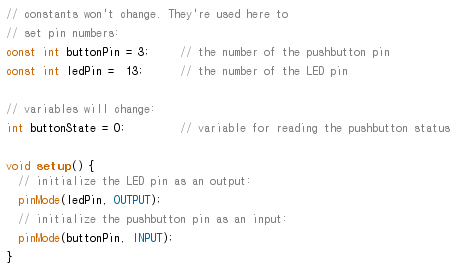 // constants won't change. They're used here to
// set pin numbers:
const int buttonPin = 3;     // the number of the pushbutton pin
const int ledPin =  13;      // the number of the LED pin

// variables will change:
int buttonState = 0;         // variable for reading the pushbutton status

void setup() {
  // initialize the LED pin as an output:
  pinMode(ledPin, OUTPUT);
  // initialize the pushbutton pin as an input:
  pinMode(buttonPin, INPUT);
}